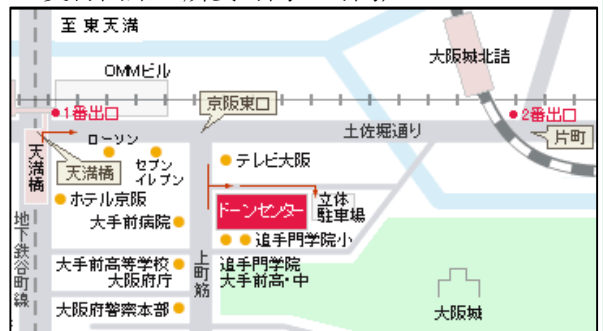 至東天満
大阪城北詰
OMMビル
京阪東口
1番出口
2番出口
土佐堀通り
片町
ローソン
天満橋
天満橋
セブン
イレブン
テレビ大阪
ホテル京阪
ドーンセンター
立体
駐車場
大手前病院
追手門学院小
地下鉄谷町線
上町筋
大手前高等学校
大阪府庁
追手門学院
大手前高・中
大阪府警察本部
大阪城